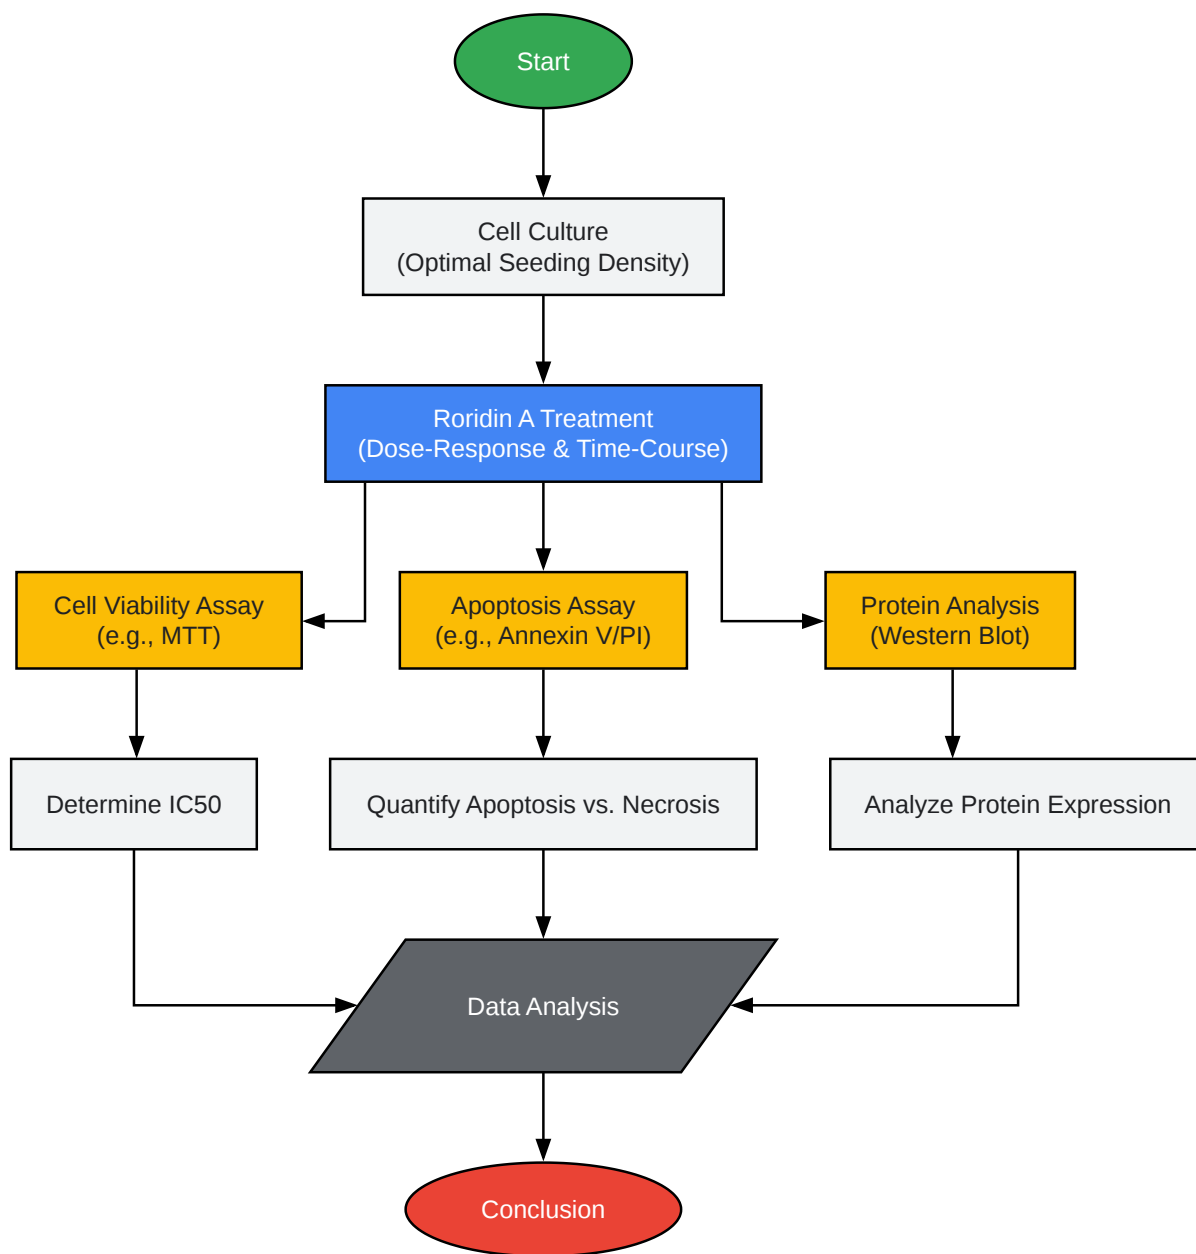 Start
Cell Culture
(Optimal Seeding Density)
Roridin A Treatment
(Dose-Response & Time-Course)
Cell Viability Assay
(e.g., MTT)
Apoptosis Assay
(e.g., Annexin V/PI)
Protein Analysis
(Western Blot)
Determine IC50
Quantify Apoptosis vs. Necrosis
Analyze Protein Expression
Data Analysis
Conclusion